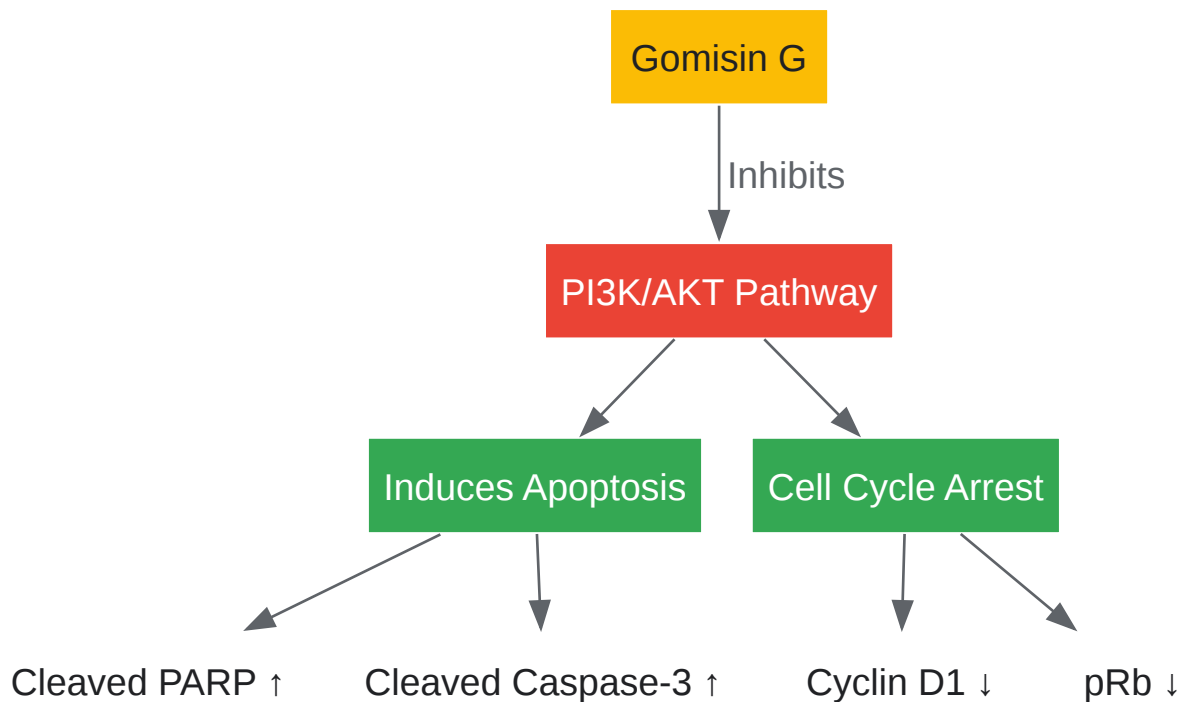 Gomisin G
Inhibits
PI3K/AKT Pathway
Induces Apoptosis
Cell Cycle Arrest
Cleaved PARP ↑
Cleaved Caspase-3 ↑
Cyclin D1 ↓
pRb ↓